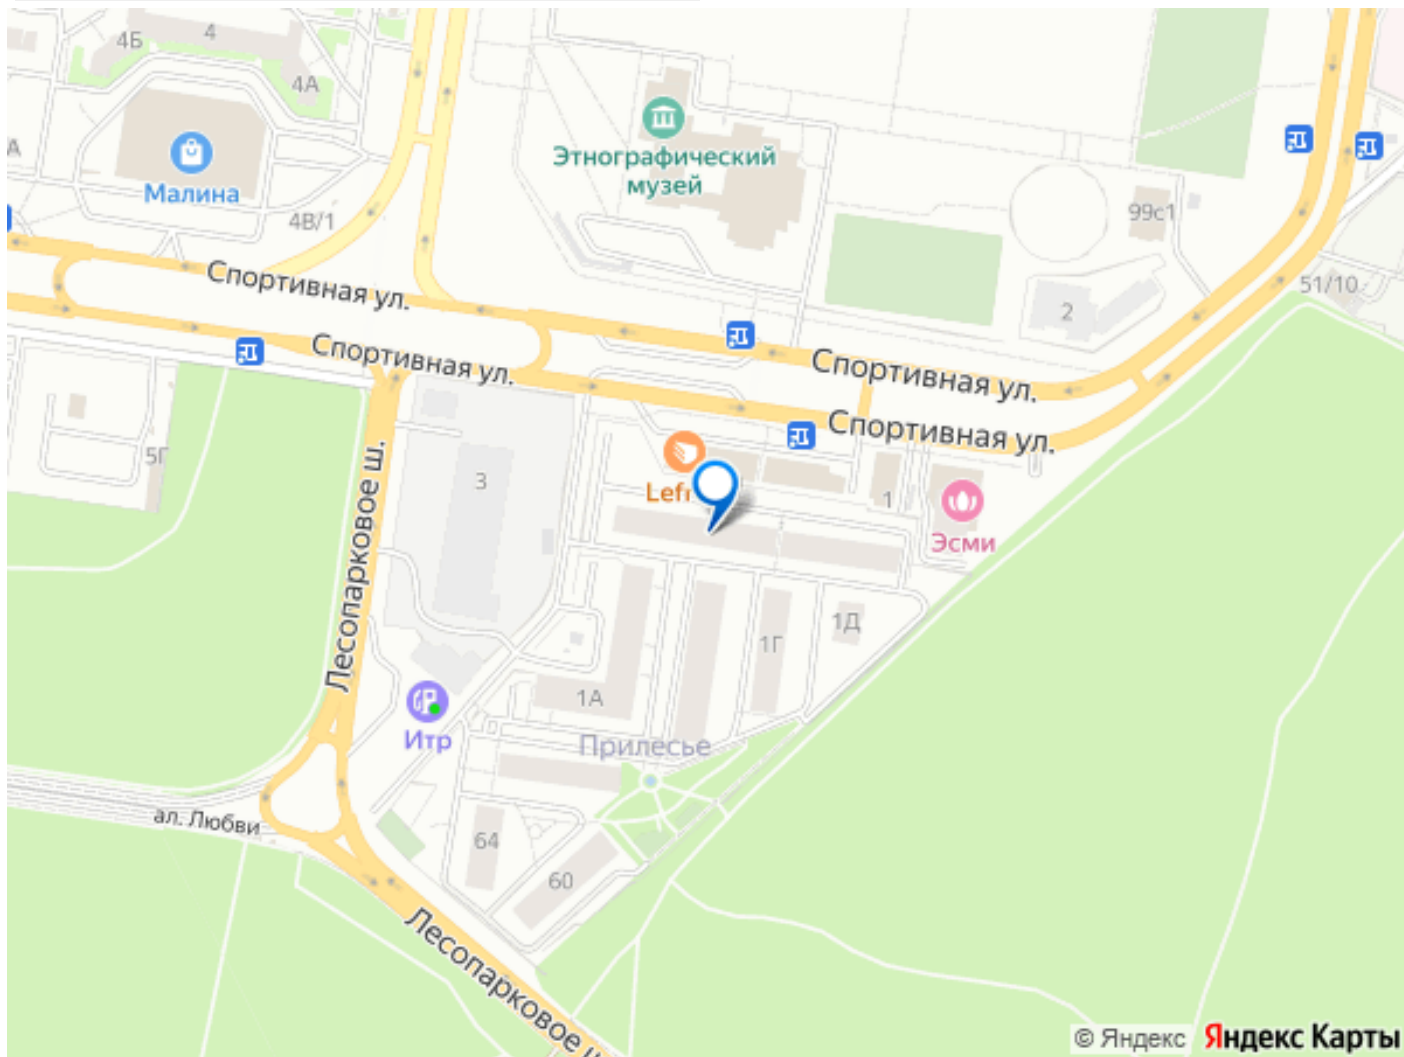 4Б
4
4А
Малина
4В/1
Этнографический
музей
99с1
51/10
2
Спортивная ул.
Спортивная ул.
Спортивная ул.
Спортивная ул.
5Г
3
1
Эсми
Лесопарковое ш.
1Д
1Г
1А
Итр
Прилесье
ал. Любви
64
60
Лесопарковое
© Яндекс Яндекс Карты